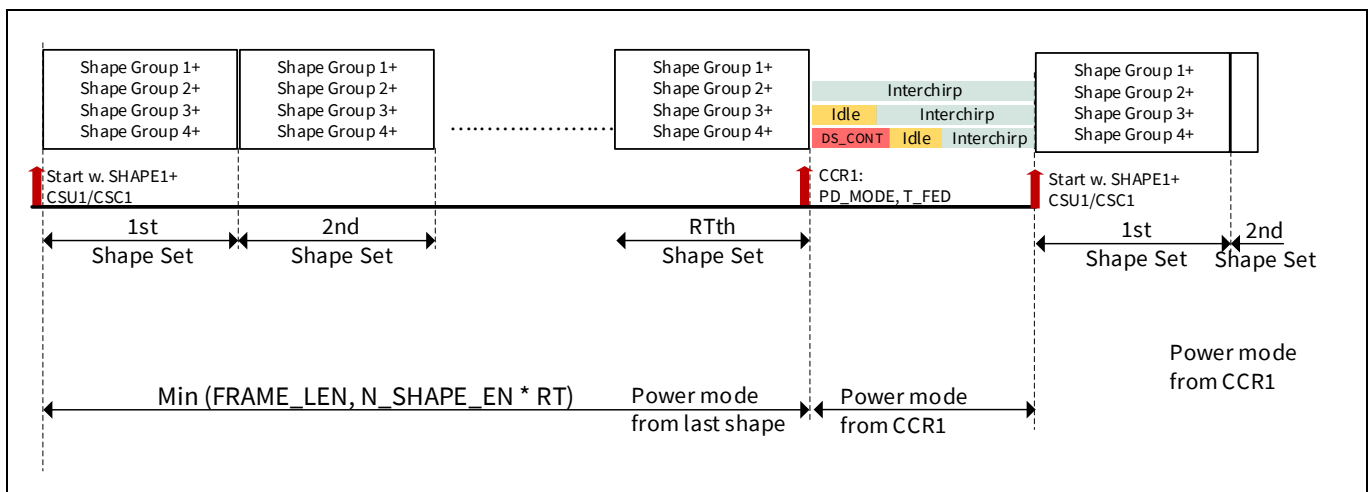 Shape Group 1+
Shape Group 2+
Shape Group 3+
Shape Group 4+
Shape Group 1+
Shape Group 2+
Shape Group 3+
Shape Group 4+
Shape Group 1+
Shape Group 2+
Shape Group 3+
Shape Group 4+
Interchirp
Idle Interchirp
DS_CONT Idle Interchirp
Shape Group 1+
Shape Group 2+
Shape Group 3+
Shape Group 4+
Start w. SHAPE1+
CSU1/CSC1
CCR1:
PD_MODE, T_FED
Start w. SHAPE1+
CSU1/CSC1
1st
Shape Set
2nd
Shape Set
RTth
Shape Set
1st
Shape Set
2nd
Shape Set
Min (FRAME_LEN, N_SHAPE_EN * RT)
Power mode
from last shape
Power mode
from CCR1
Power mode
from CCR1